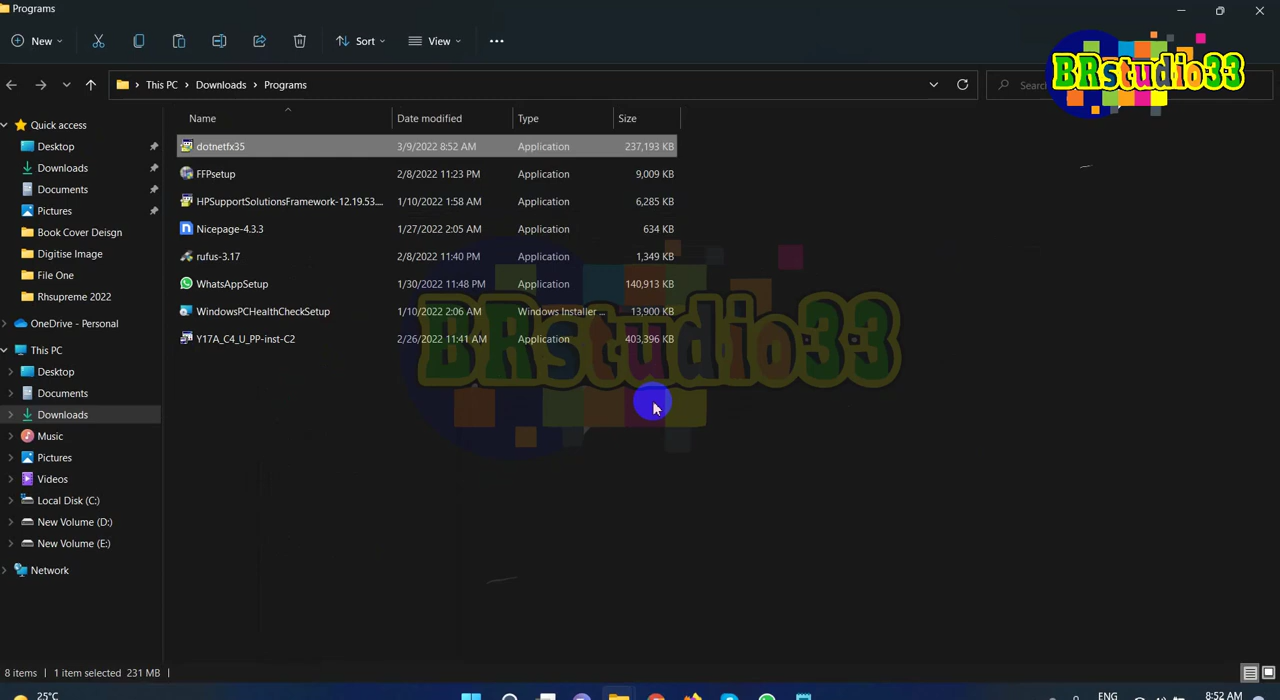 Programs
New
Sort
View
This PC
Downloads
Programs
Search
BRstudio33
Name
Date modified
Type
Size
Quick access
Desktop
Downloads
Documents
Pictures
Book Cover Deisgn
Digitise Image
File One
Rhsupreme 2022
OneDrive - Personal
This PC
Desktop
Documents
Downloads
Music
Pictures
Videos
Local Disk (C:)
New Volume (D:)
New Volume (E:)
Network
dotnetfx35 3/9/2022 8:52 AM Application 237,193 KB
FFPsetup 2/8/2022 11:23 PM Application 9,009 KB
HPSupportSolutionsFramework-12.19.53.... 1/10/2022 1:58 AM Application 6,285 KB
Nicepage-4.3.3 1/27/2022 2:05 AM Application 634 KB
rufus-3.17 2/8/2022 11:40 PM Application 1,349 KB
WhatsAppSetup 1/30/2022 11:48 PM Application 140,913 KB
WindowsPCHealthCheckSetup 1/10/2022 2:06 AM Windows Installer ... 13,900 KB
Y17A_C4_U_PP-inst-C2 2/26/2022 11:41 AM Application 403,396 KB
BRstudio33
8 items 1 item selected 231 MB
25°C
ENG
8:52 AM